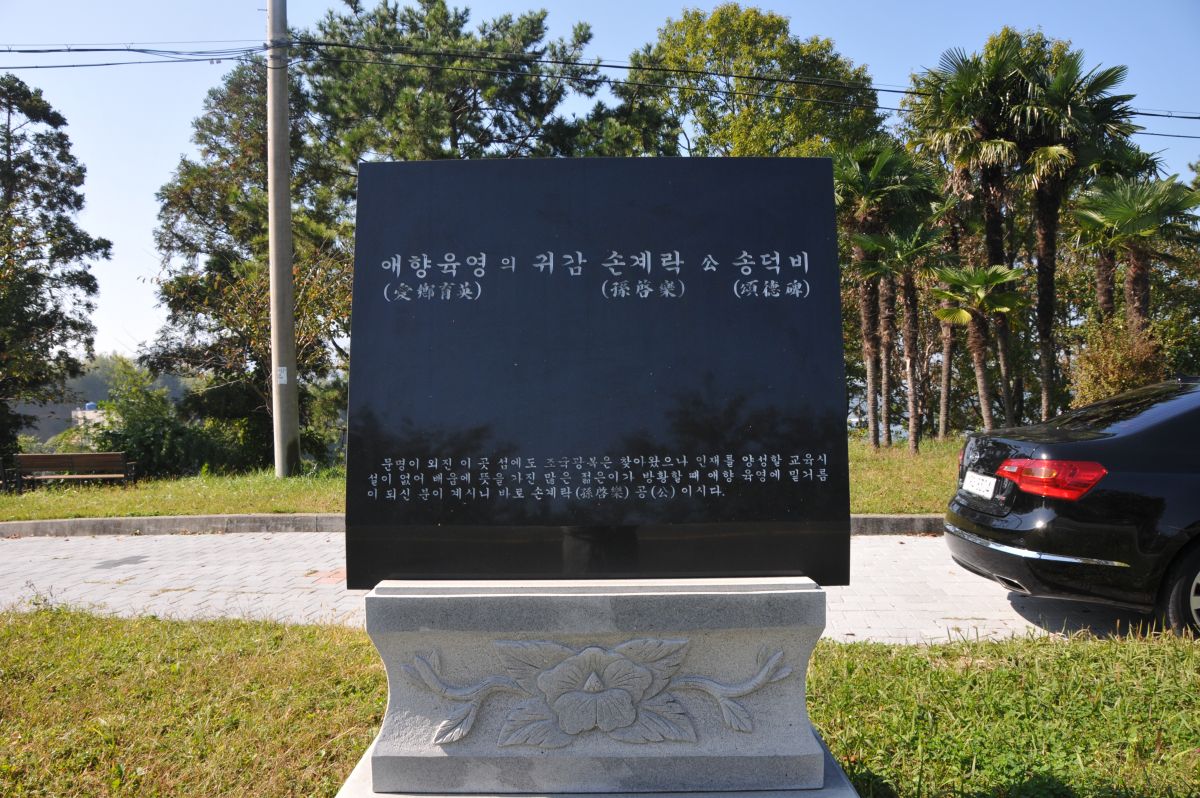 애향육영의 귀감 손계락 公 송덕비
(愛鄕育英) (孫啓樂) (頌德碑)
문명이 외진 이 곳 섬에도 조국광복은 찾아왔으나 인재를 양성할 교육시
설이 없어 배움에 뜻을 가진 많은 젊은이가 방황할 때 애향 육영에 밑거름
이 되신 분이 계시니 바로 손계락(孫啓樂) 공(公) 이시다.